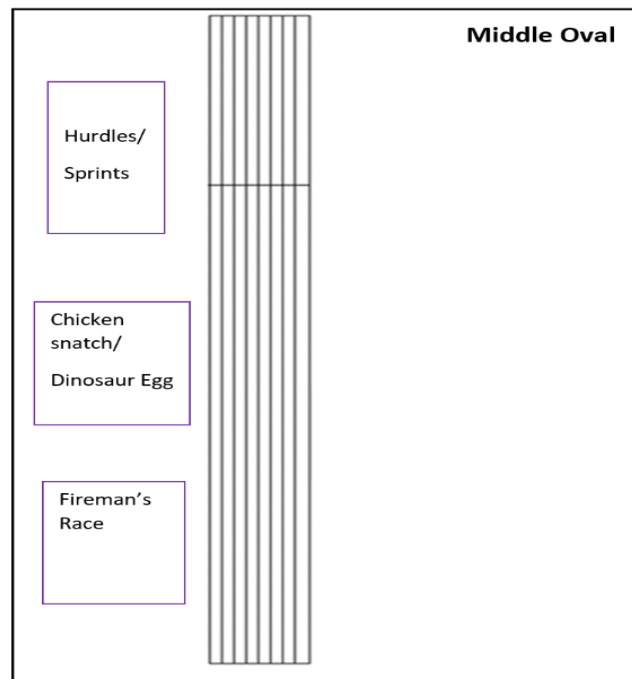 Middle Oval
Hurdles/
Sprints
Chicken
snatch/
Dinosaur Egg
Fireman’s
Race